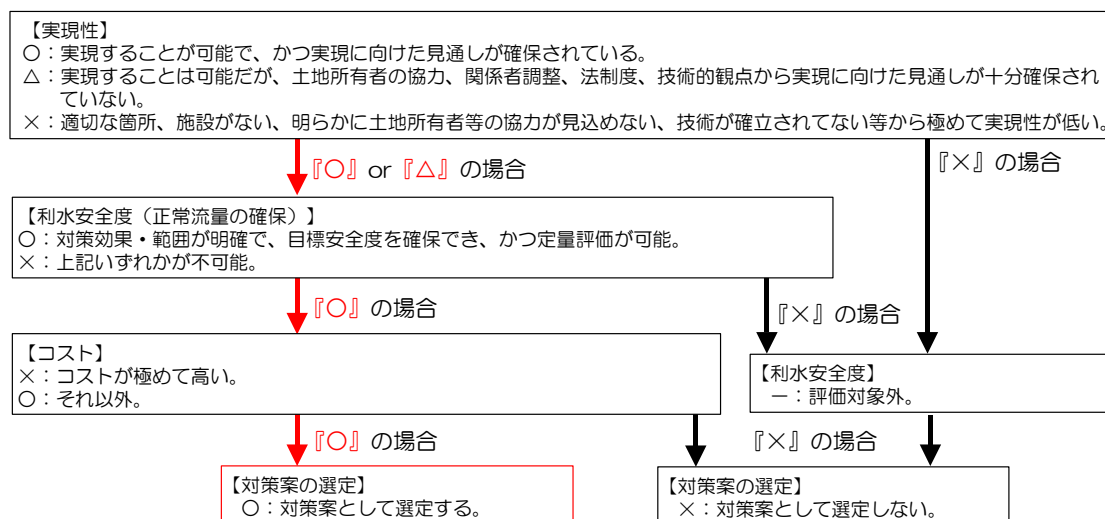 【実現性】
〇：実現することが可能で、かつ実現に向けた見通しが確保されている。
△：実現することは可能だが、土地所有者の協力、関係者調整、法制度、技術的観点から実現に向けた見通しが十分確保され
ていない。
×：適切な箇所、施設がない、明らかに土地所有者等の協力が見込めない、技術が確立されてない等から極めて実現性が低い。
『〇』or『△』の場合
『×』の場合
【利水安全度（正常流量の確保）】
〇：対策効果・範囲が明確で、目標安全度を確保でき、かつ定量評価が可能。
×：上記いずれかが不可能。
『〇』の場合
『×』の場合
【コスト】
×：コストが極めて高い。
〇：それ以外。
【利水安全度】
－：評価対象外。
『〇』の場合
『×』の場合
【対策案の選定】
〇：対策案として選定する。
【対策案の選定】
×：対策案として選定しない。